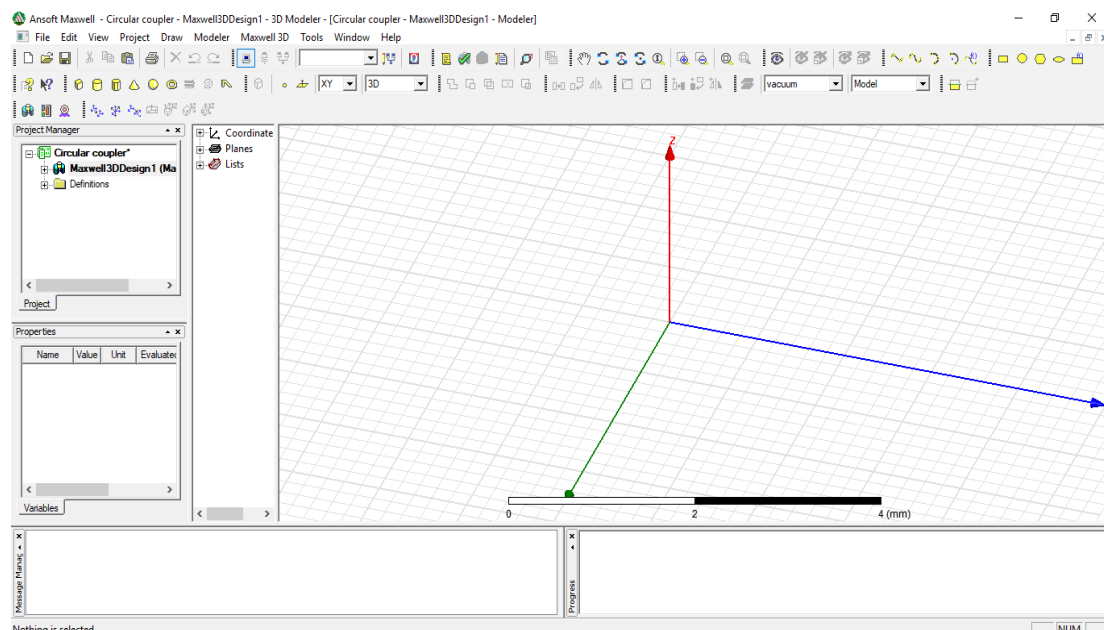 Ansoft Maxwell - Circular coupler - Maxwell3DDesign1 - 3D Modeler - [Circular coupler - Maxwell3DDesign1 - Modeler]
File Edit View Project Draw Modeler Maxwell 3D Tools Window Help
XY 3D vacuum Model
Project Manager
Circular coupler*
Maxwell3DDesign1 (Ma
Definitions
Project
Coordinate
Planes
Lists
Properties
Name Value Unit Evaluated
Variables
Z
0 2 4 (mm)
Message Manag
Progress
Nothing is selected
NUM